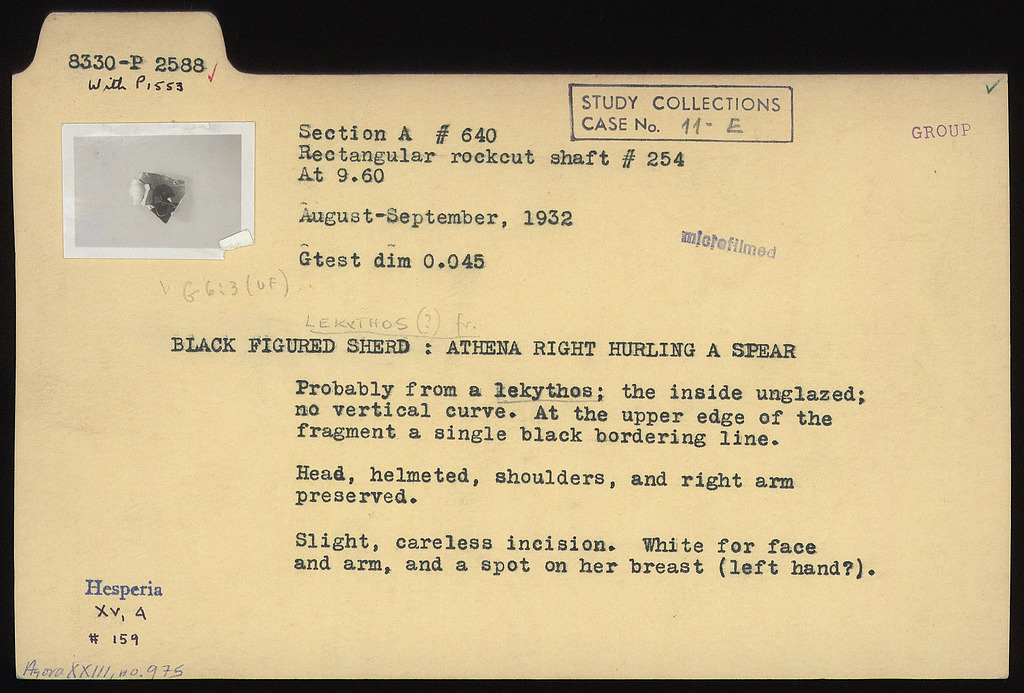 8330-P 2588
With P1553
STUDY COLLECTIONS
CASE No. 11- E
GROUP
Section A # 640
Rectangular rockcut shaft # 254
At 9.60
August-September, 1932
microfilmed
Gtest dim 0.045
G 6:3 (UF)
LEKYTHOS (?) fr.
BLACK FIGURED SHERD : ATHENA RIGHT HURLING A SPEAR
Probably from a lekythos; the inside unglazed;
no vertical curve. At the upper edge of the
fragment a single black bordering line.
Head, helmeted, shoulders, and right arm
preserved.
Slight, careless incision. White for face
and arm, and a spot on her breast (left hand?).
Hesperia
XV, 4
# 159
Agora XXIII, no. 975